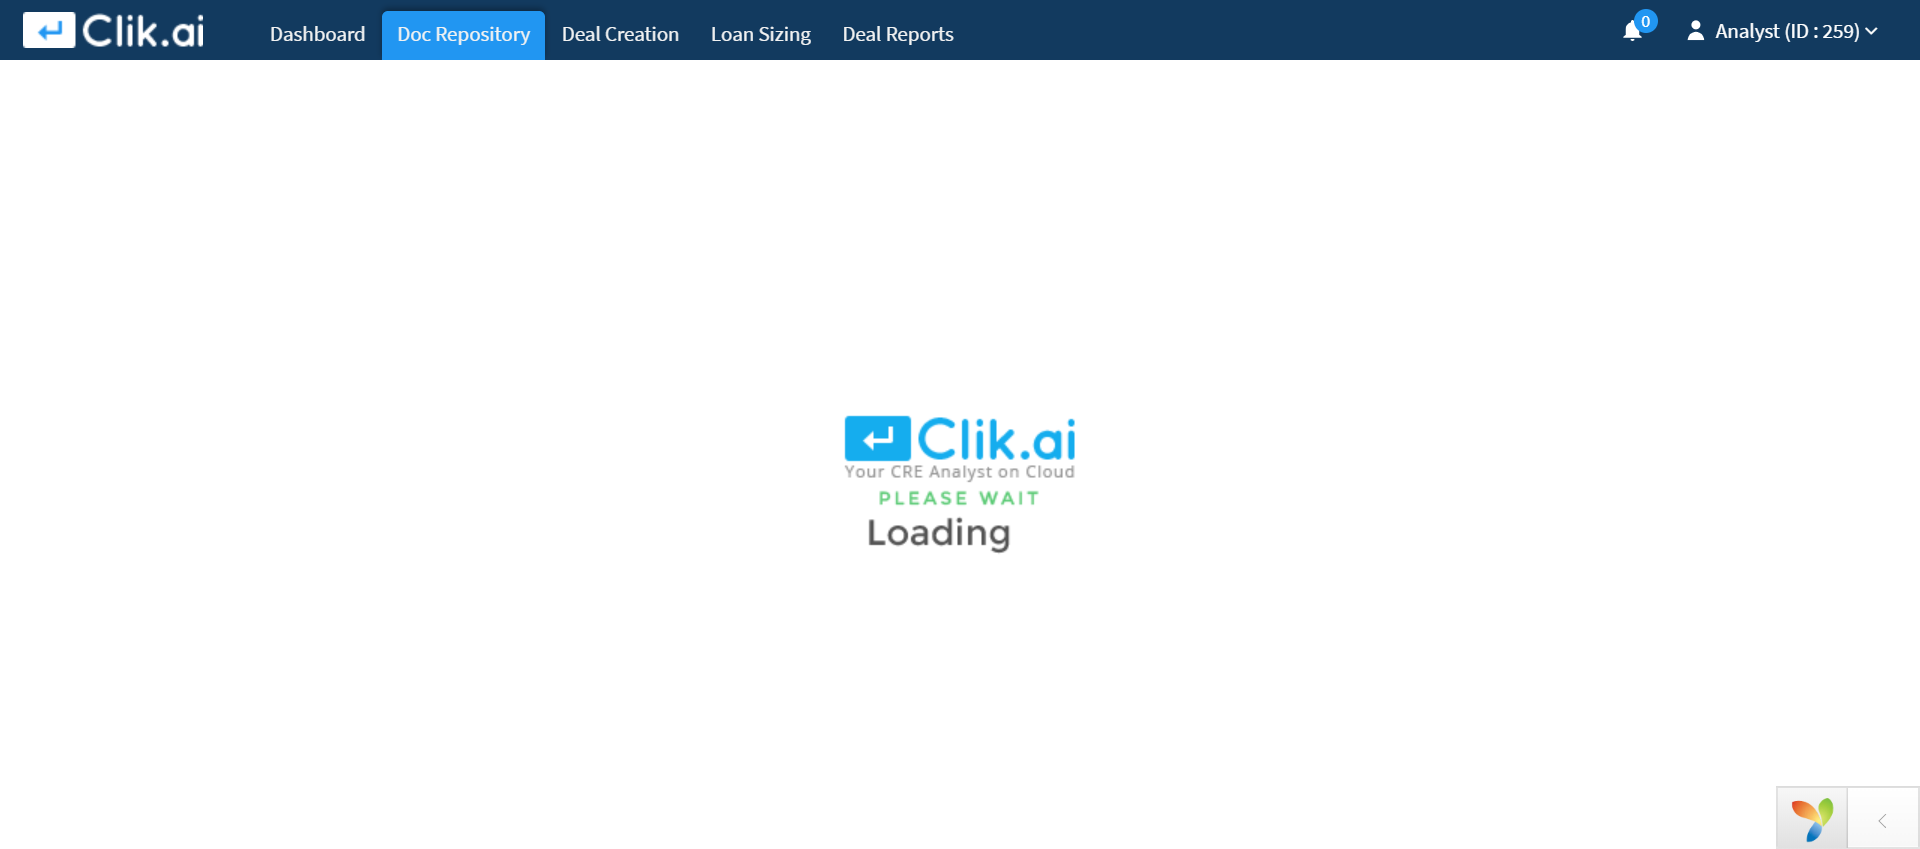 Clik.ai
Dashboard
Doc Repository
Deal Creation
Loan Sizing
Deal Reports
0
Analyst (ID : 259)
Clik.ai
Your CRE Analyst on Cloud
PLEASE WAIT
Loading